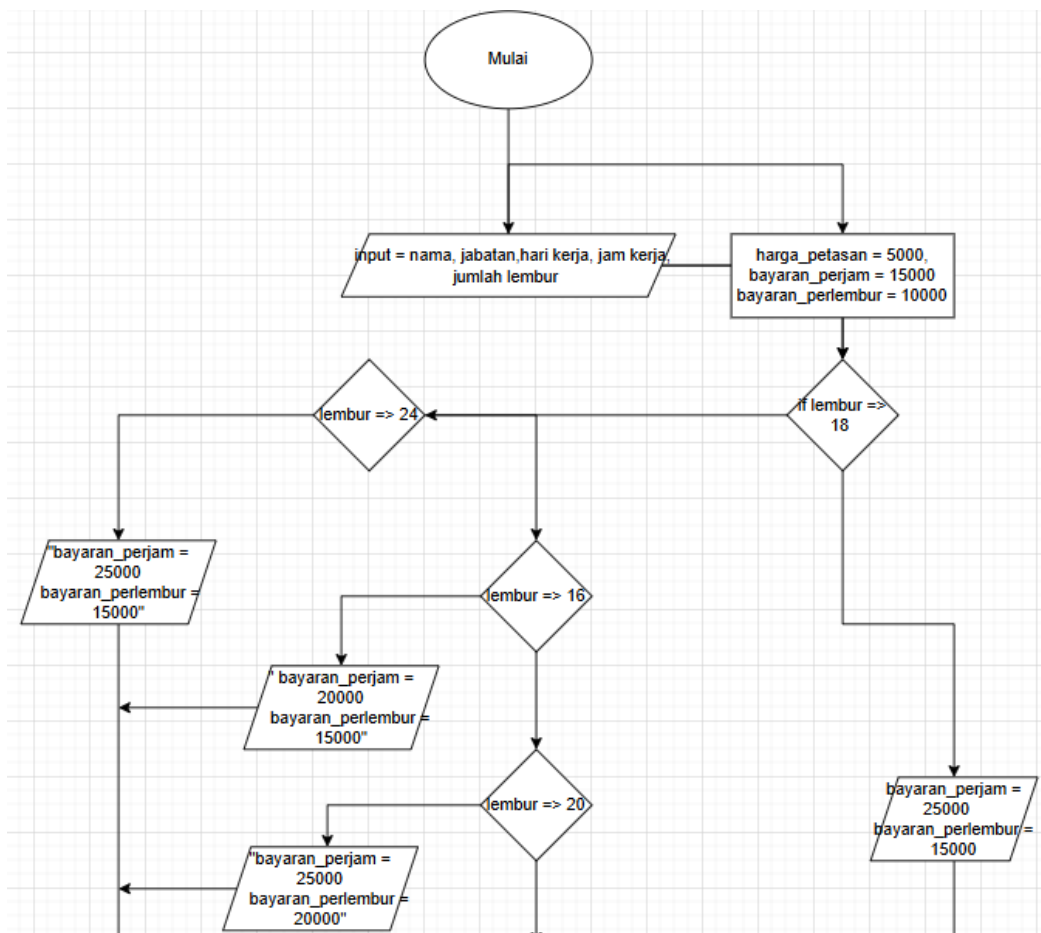 Mulai
input = nama, jabatan,hari kerja, jam kerja,
jumlah lembur
harga_petasan = 5000,
bayaran_perjam = 15000
bayaran_perlembur = 10000
lembur => 24
if lembur =>
18
"bayaran_perjam =
25000
bayaran_perlembur =
15000"
lembur => 16
" bayaran_perjam =
20000
bayaran_perlembur =
15000"
lembur => 20
bayaran_perjam =
25000
bayaran_perlembur=
15000
"bayaran_perjam =
25000
bayaran_perlembur =
20000"